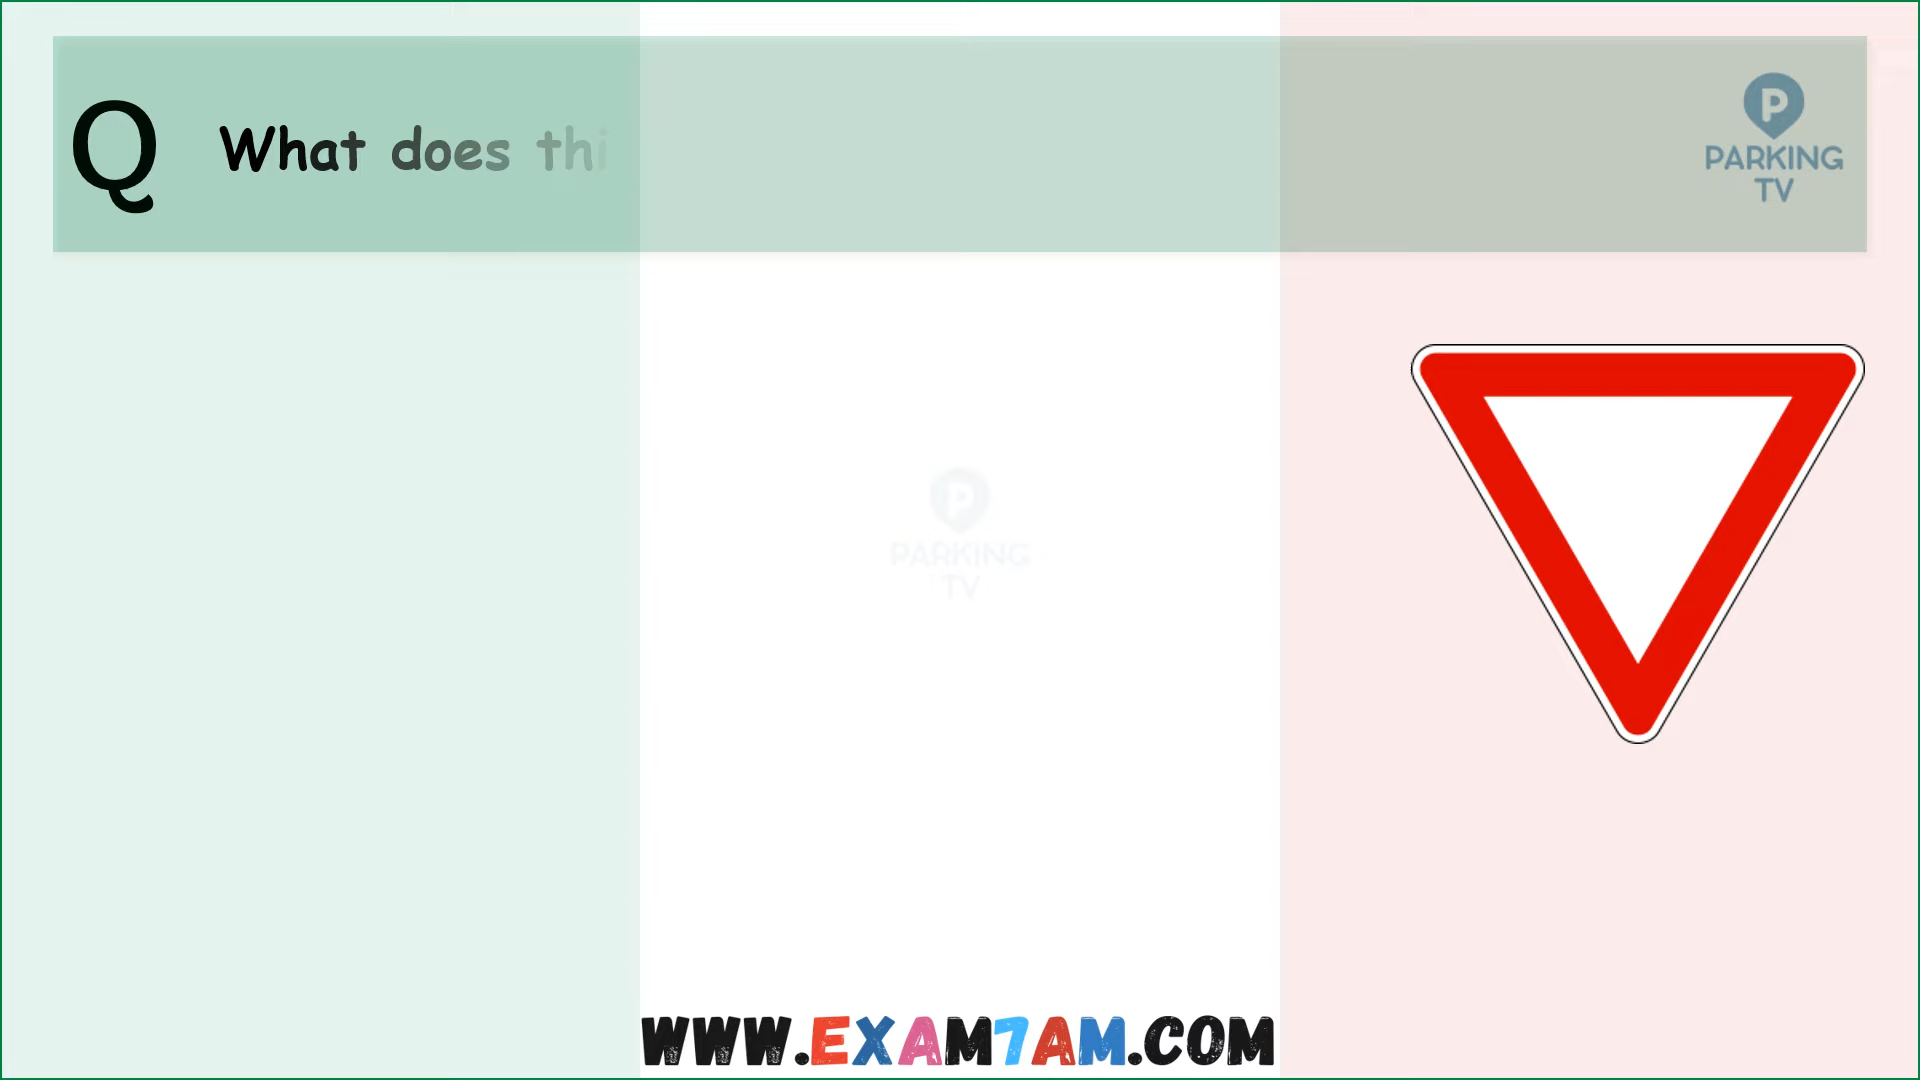 Q What does thi
P
PARKING
TV
P
PARKING
TV
WWW.EXAM7AM.COM